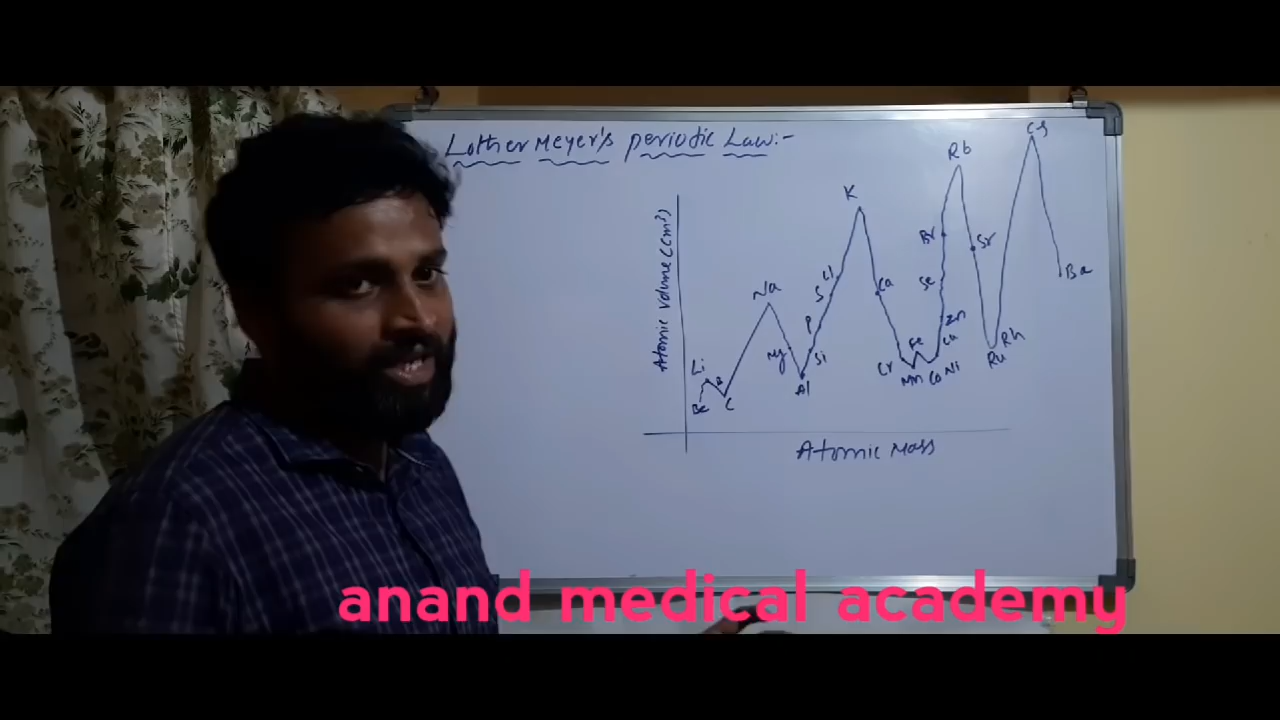 Lother Meyer's periodic Law:-
Cs
Rb
K
Br
Sr
Ba
Na
Cl
S
Ca
Se
P
Zn
Mg
Si
Fe
Cu
Rh
Li
B
Al
Cr
Mn
Co
Ni
Ru
Be
C
Atomic Volume (Cm³)
Atomic Mass
anand medical academy